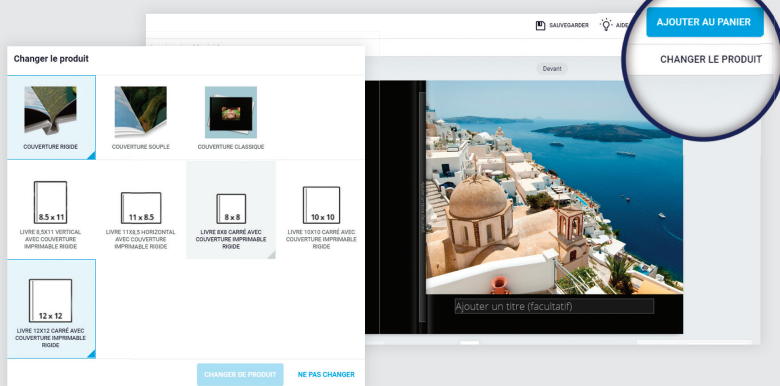 SAUVEGARDER
AIDE
AJOUTER AU PANIER
CHANGER LE PRODUIT
Devant
Changer le produit
COUVERTURE RIGIDE
COUVERTURE SOUPLE
COUVERTURE CLASSIQUE
8.5 x 11
11 x 8.5
8 x 8
10 x 10
LIVRE 8,5X11 VERTICAL
AVEC COUVERTURE
IMPRIMABLE RIGIDE
LIVRE 11X8,5 HORIZONTAL
AVEC COUVERTURE
IMPRIMABLE RIGIDE
LIVRE 8X8 CARRÉ AVEC
COUVERTURE IMPRIMABLE
RIGIDE
LIVRE 10X10 CARRÉ AVEC
COUVERTURE IMPRIMABLE
RIGIDE
12 x 12
LIVRE 12X12 CARRÉ AVEC
COUVERTURE IMPRIMABLE
RIGIDE
Ajouter un titre (facultatif)
CHANGER DE PRODUIT
NE PAS CHANGER